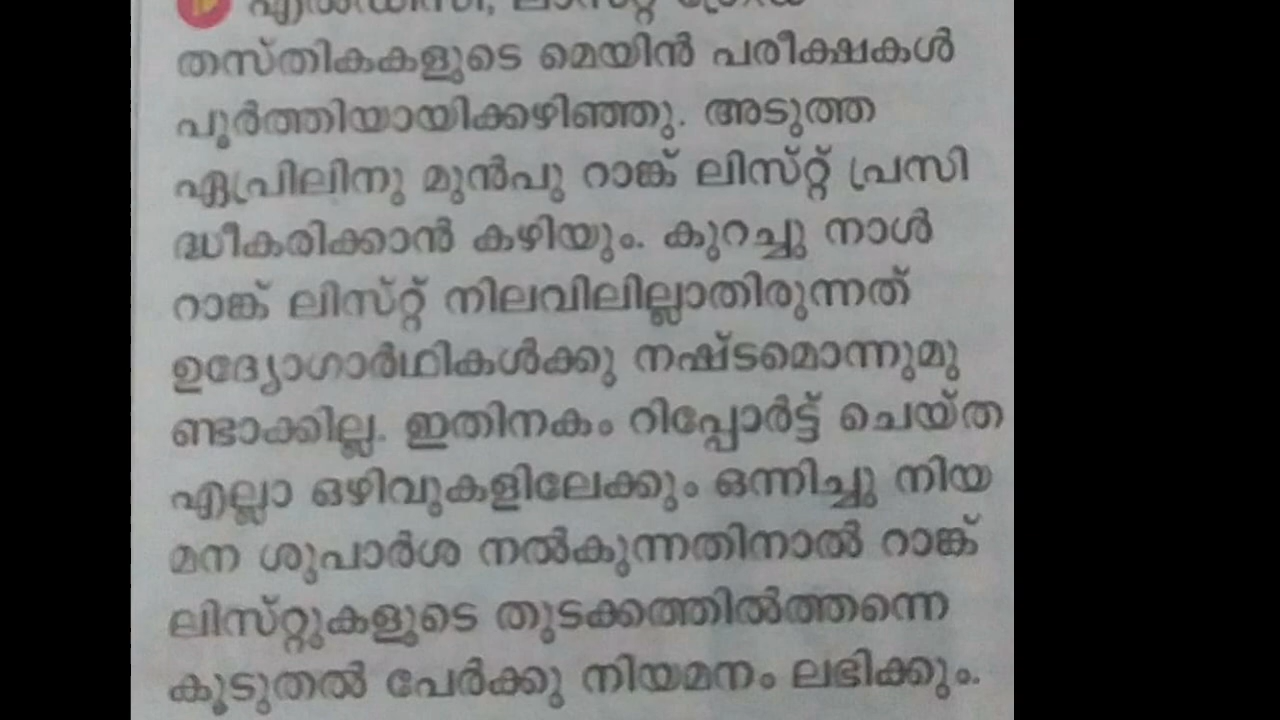 തസ്തികകളുടെ മെയിൻ പരീക്ഷകൾ
പൂർത്തിയായിക്കഴിഞ്ഞു. അടുത്ത
ഏപ്രിലിനു മുൻപു റാങ്ക് ലിസ്റ്റ് പ്രസി
ദ്ധീകരിക്കാൻ കഴിയും. കുറച്ചു നാൾ
റാങ്ക് ലിസ്റ്റ് നിലവിലില്ലാതിരുന്നത്
ഉദ്യോഗാർഥികൾക്കു നഷ്ടമൊന്നുമു
ണ്ടാക്കില്ല. ഇതിനകം റിപ്പോർട്ട് ചെയ്ത
എല്ലാ ഒഴിവുകളിലേക്കും ഒന്നിച്ചു നിയ
മന ശുപാർശ നൽകുന്നതിനാൽ റാങ്ക്
ലിസ്റ്റുകളുടെ തുടക്കത്തിൽത്തന്നെ
കൂടുതൽ പേർക്കു നിയമനം ലഭിക്കും.